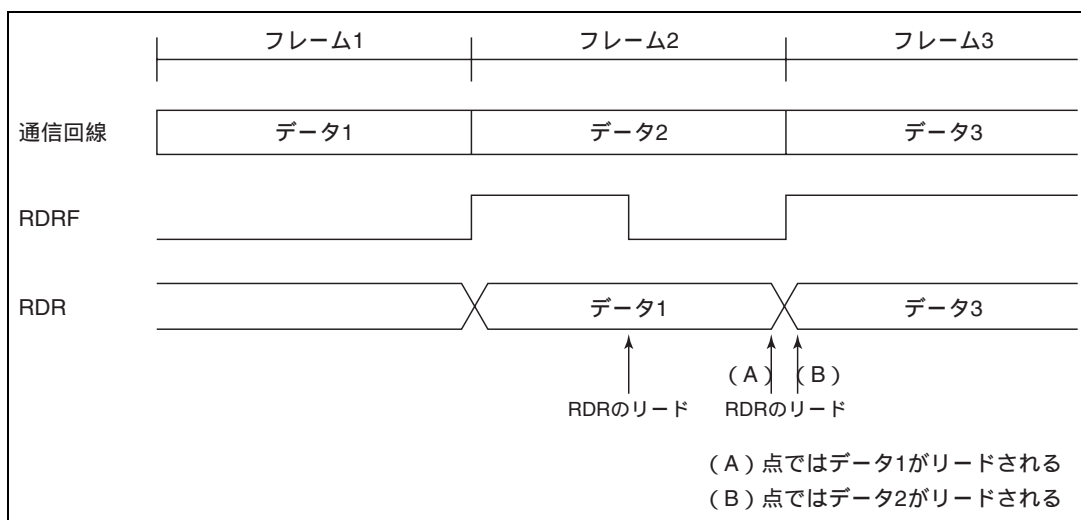 フレーム1 フレーム2 フレーム3
通信回線 データ1 データ2 データ3
RDRF
RDR データ1 データ3
（A） （B）
RDRのリード RDRのリード
（A）点ではデータ1がリードされる
（B）点ではデータ2がリードされる